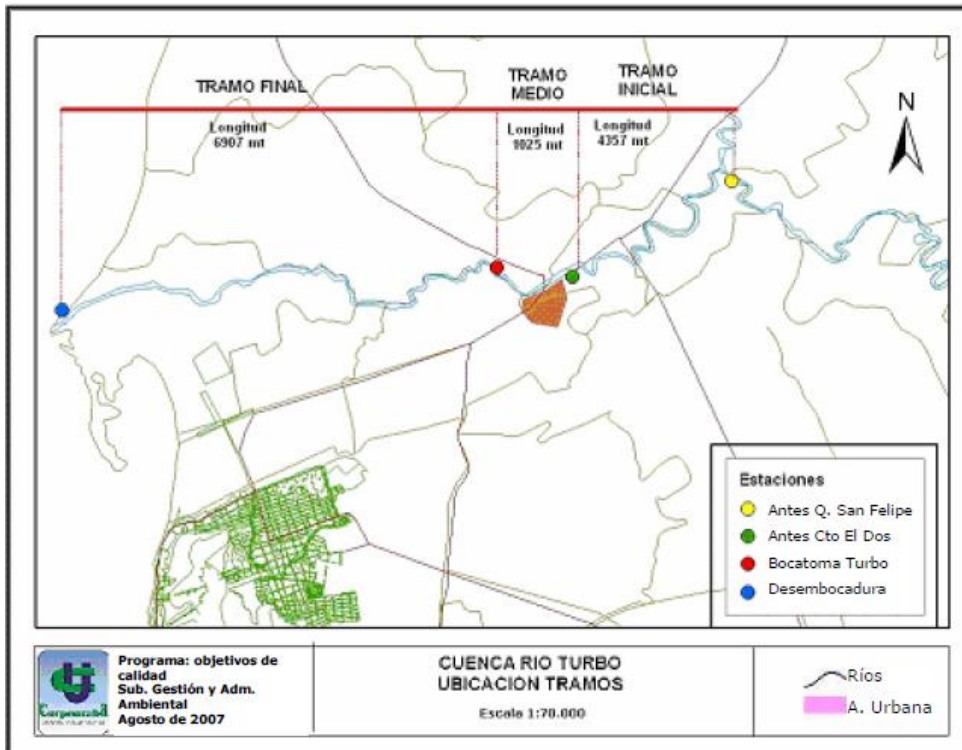 TRAMO FINAL
TRAMO
MEDIO
TRAMO
INICIAL
Longitud
6907 mt
Longitud
1025 mt
Longitud
4357 mt
N
Estaciones
Antes Q. San Felipe
Antes Cto El Dos
Bocatoma Turbo
Desembocadura
Programa: objetivos de
calidad
Sub. Gestión y Adm.
Ambiental
Agosto de 2007
CUENCA RIO TURBO
UBICACION TRAMOS
Escala 1:70.000
Ríos
A. Urbana